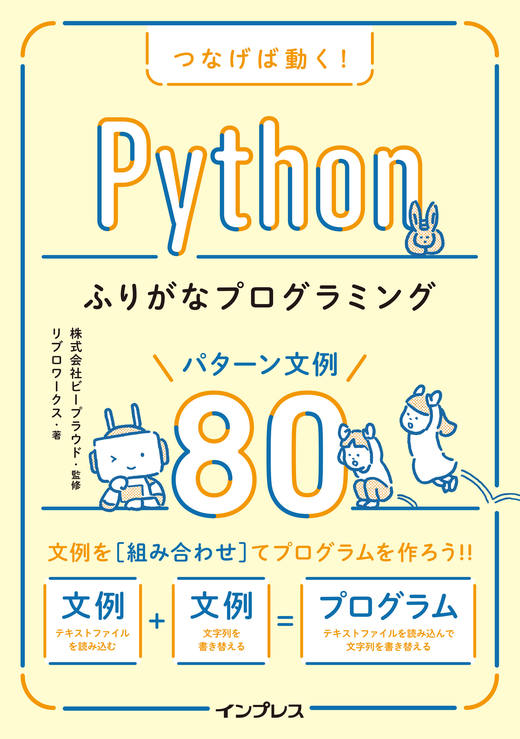 つなげば動く!
Python
ふりがなプログラミング
株式会社ビープラウド・監修
リブロワークス・著
パターン文例
80
文例を[組み合わせ]てプログラムを作ろう!!
文例 + 文例 = プログラム
テキストファイル
を読み込む
文字列を
書き替える
テキストファイルを読み込んで
文字列を書き替える
インプレス